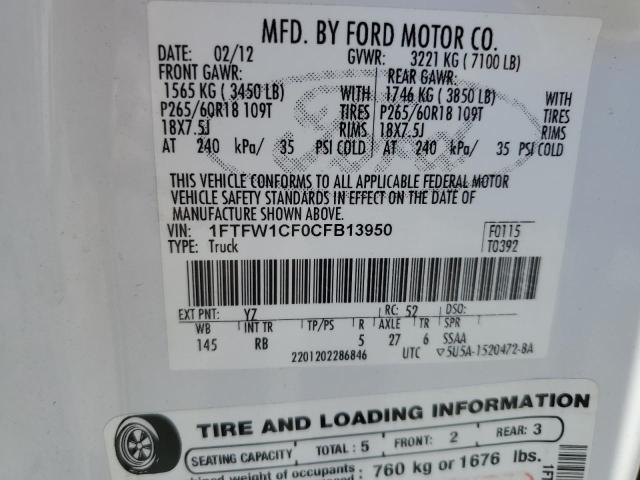 MFD. BY FORD MOTOR CO.
DATE: 02/12 GVWR: 3221 KG ( 7100 LB)
FRONT GAWR: REAR GAWR:
1565 KG ( 3450 LB) WITH 1746 KG ( 3850 LB) WITH
P265/60R18 109T TIRES P265/60R18 109T TIRES
18X7.5J RIMS 18X7.5J RIMS
AT 240 kPa/ 35 PSI COLD AT 240 kPa/ 35 PSI COLD
Ford
THIS VEHICLE CONFORMS TO ALL APPLICABLE FEDERAL MOTOR
VEHICLE SAFETY STANDARDS IN EFFECT ON THE DATE OF
MANUFACTURE SHOWN ABOVE.
VIN: 1FTFW1CF0CFB13950 F0115
TYPE: Truck T0392
EXT PNT: YZ RC: 52 DSO:
WB INT TR TP/PS R AXLE TR SPR
145 RB 5 27 6 SSAA
2201202286846 UTC 5U5A-1520472-BA
TIRE AND LOADING INFORMATION
SEATING CAPACITY TOTAL: 5 FRONT: 2 REAR: 3
weight of occupants 760 kg or 1676 lbs.